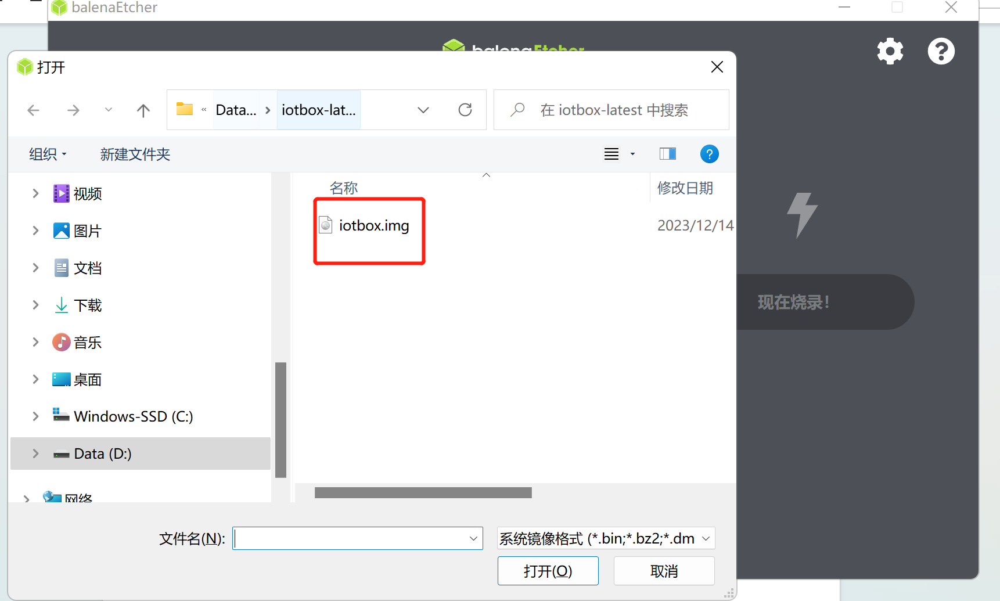 balenaEtcher
balenaEtcher
打开
« Data... > iotbox-lat...
在 iotbox-latest 中搜索
组织
新建文件夹
名称
修改日期
iotbox.img
2023/12/14
视频
图片
文档
下载
音乐
桌面
Windows-SSD (C:)
Data (D:)
网络
现在烧录!
文件名(N):
系统镜像格式 (*.bin;*.bz2;*.dm
打开(O)
取消